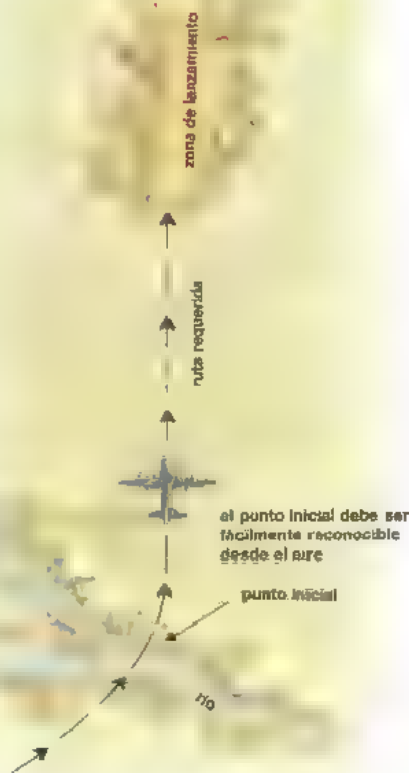 zona de lanzamiento
ruta requerida
el punto inicial debe ser
fácilmente reconocible
desde el aire
punto inicial
río